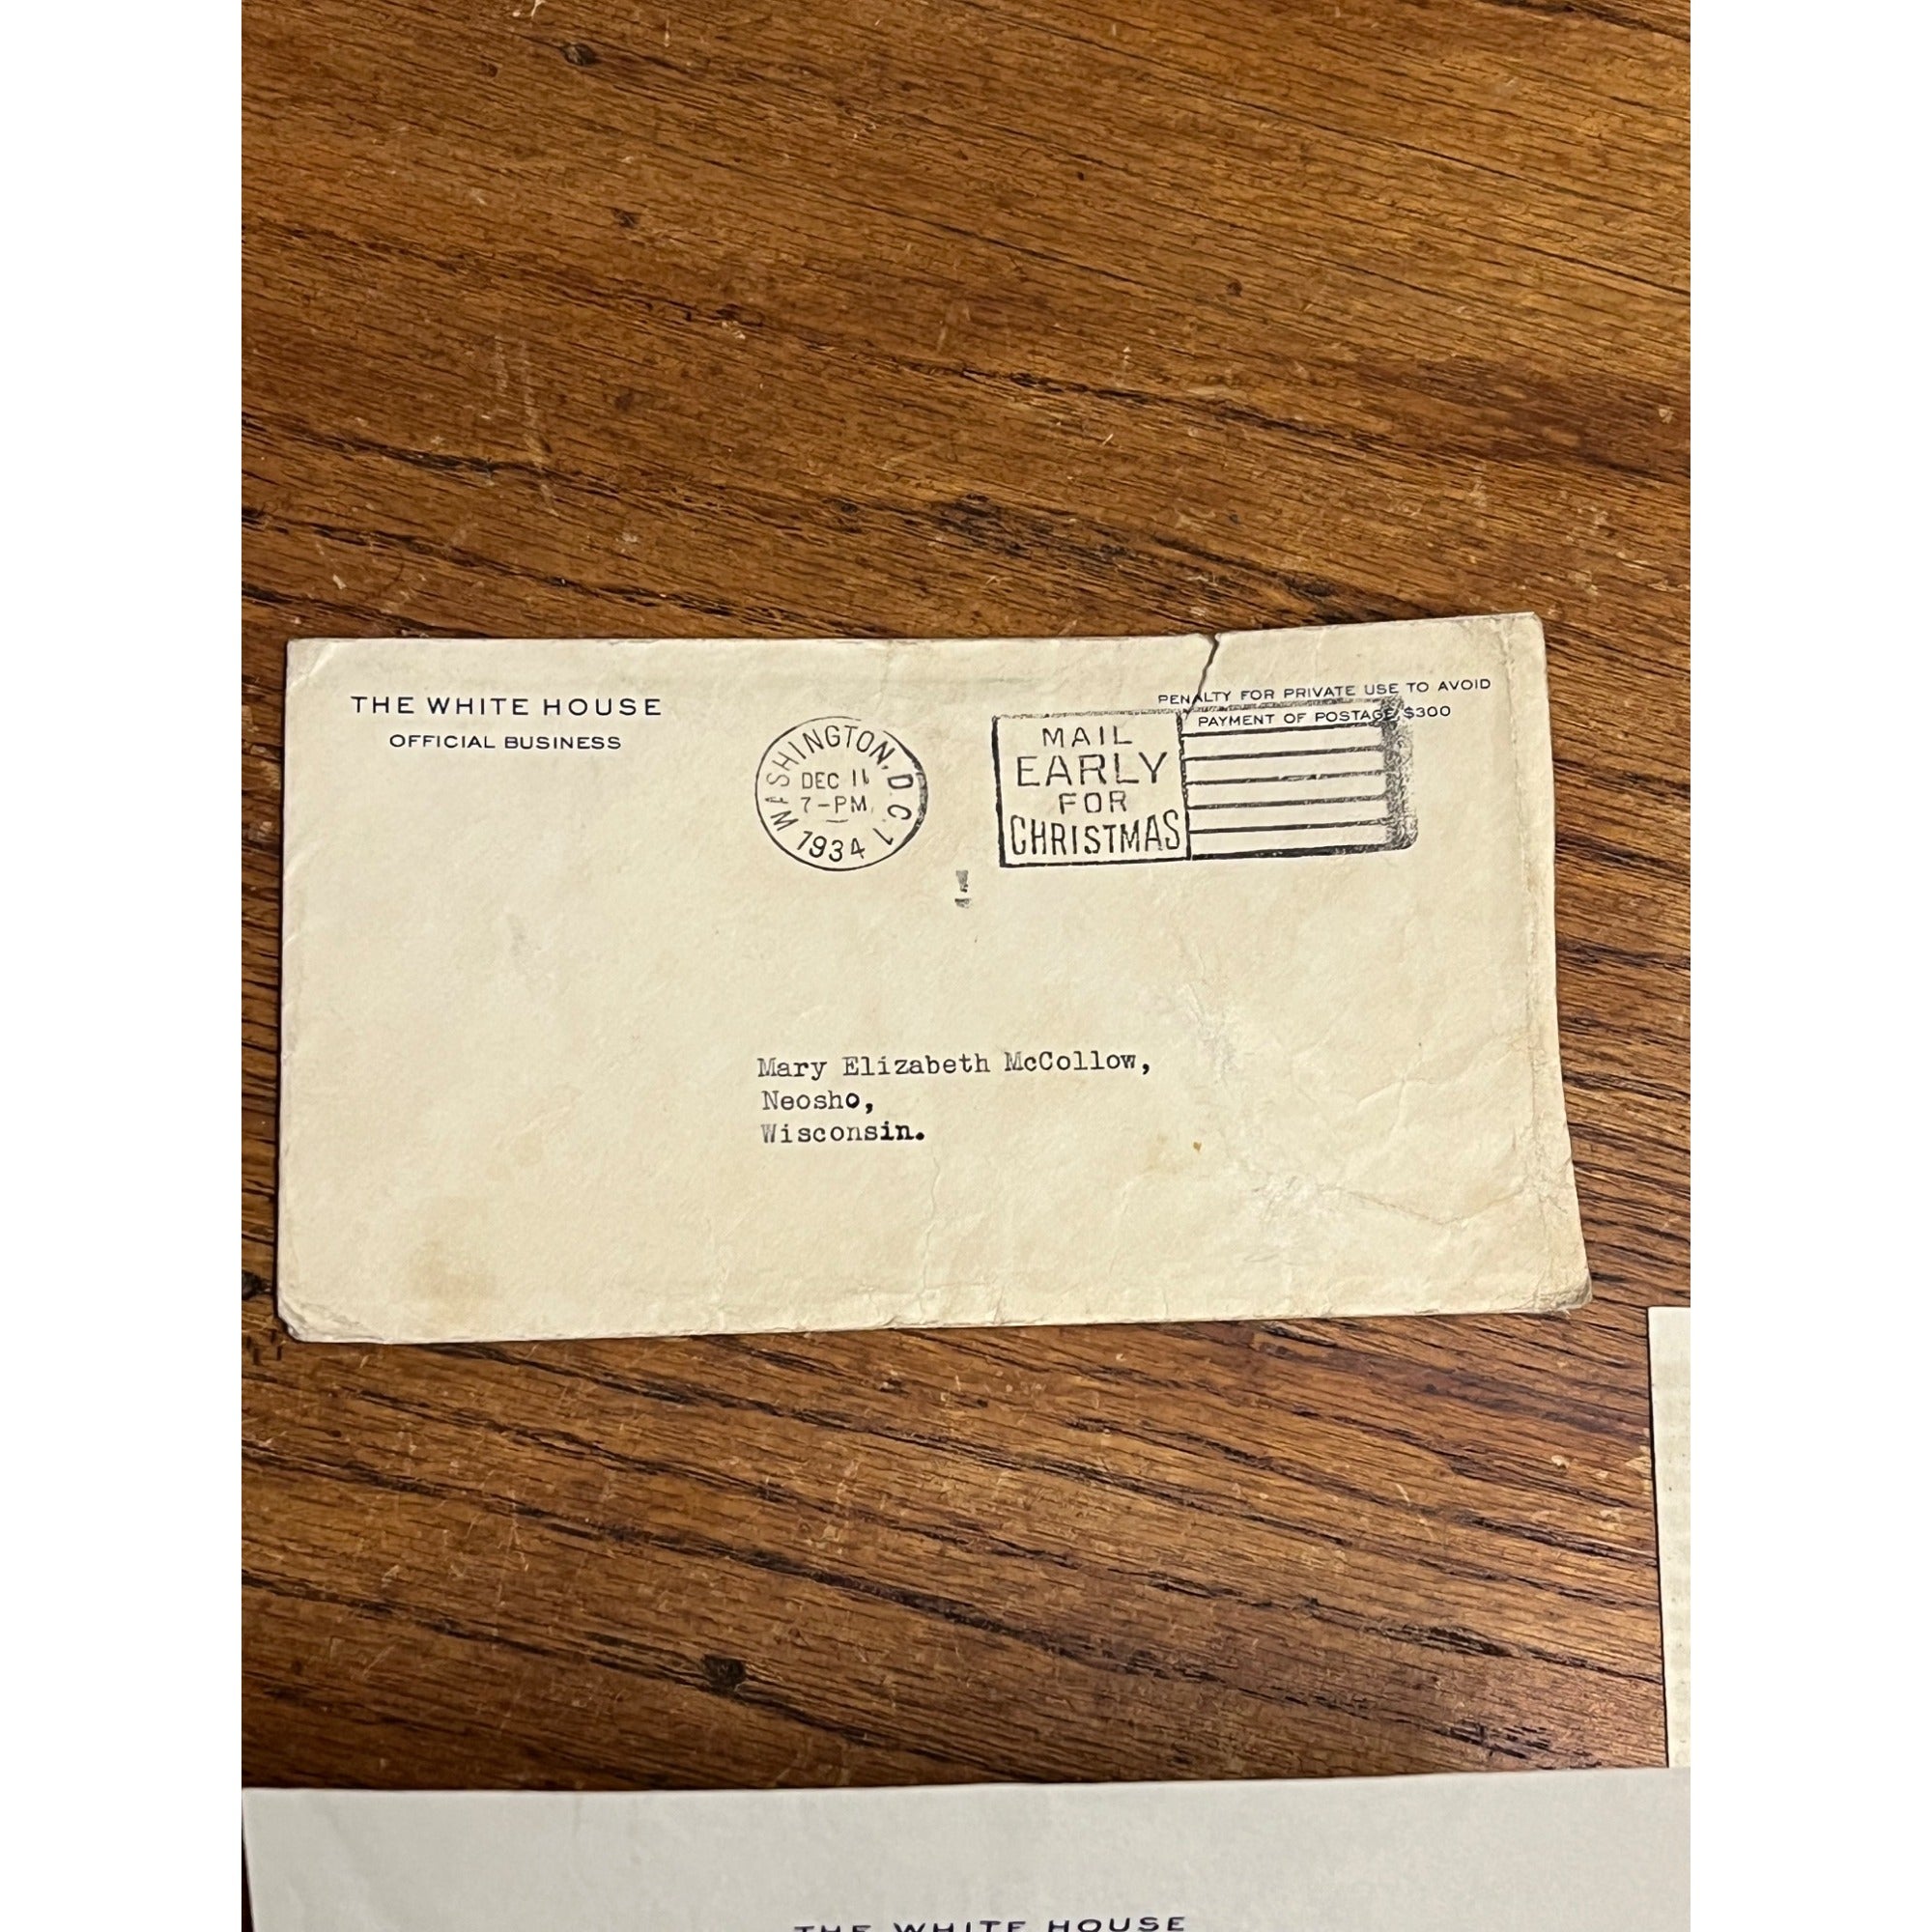 THE WHITE HOUSE
OFFICIAL BUSINESS
PENALTY FOR PRIVATE USE TO AVOID
PAYMENT OF POSTAGE, $300
WASHINGTON, D.C. 1
DEC 11
7-PM
1934
MAIL
EARLY
FOR
CHRISTMAS
Mary Elizabeth McCollow,
Neosho,
Wisconsin.
THE WHITE HOUSE